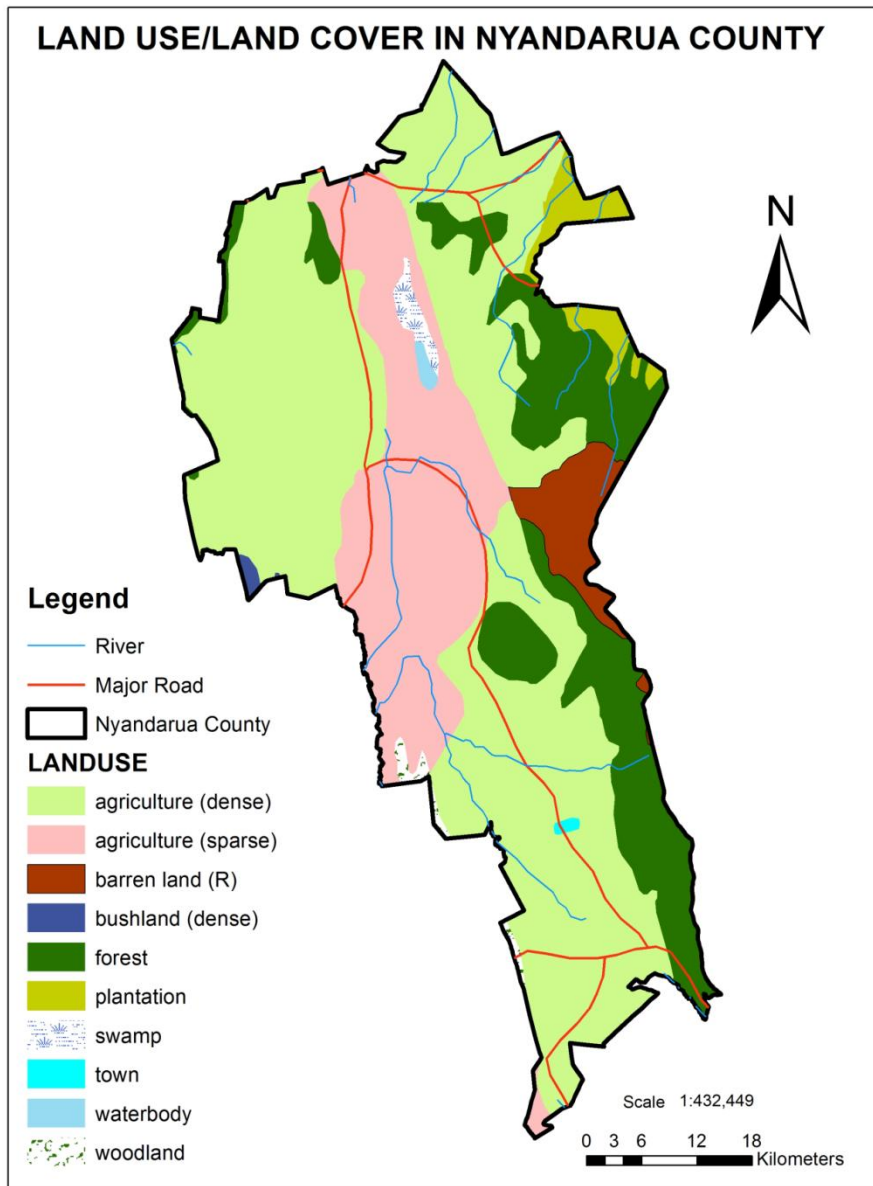 LAND USE/LAND COVER IN NYANDARUA COUNTY
N
Legend
River
Major Road
Nyandarua County
LANDUSE
agriculture (dense)
agriculture (sparse)
barren land (R)
bushland (dense)
forest
plantation
swamp
town
waterbody
woodland
Scale 1:432,449
0 3 6 12 18
Kilometers